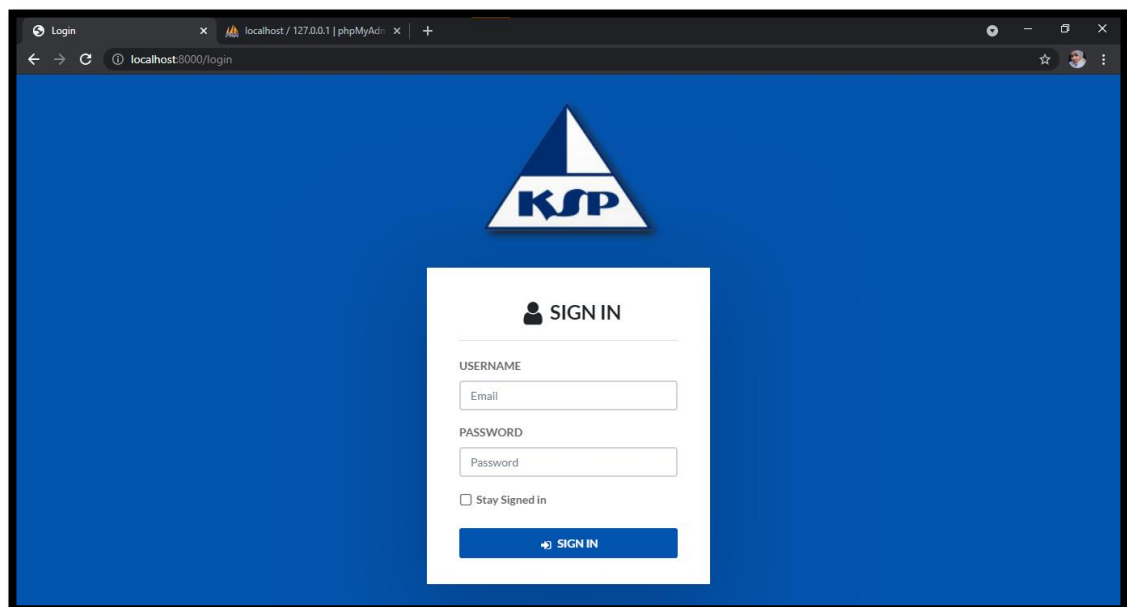 Login
localhost / 127.0.0.1 | phpMyAdm
localhost:8000/login
KSP
SIGN IN
USERNAME
Email
PASSWORD
Password
Stay Signed in
SIGN IN